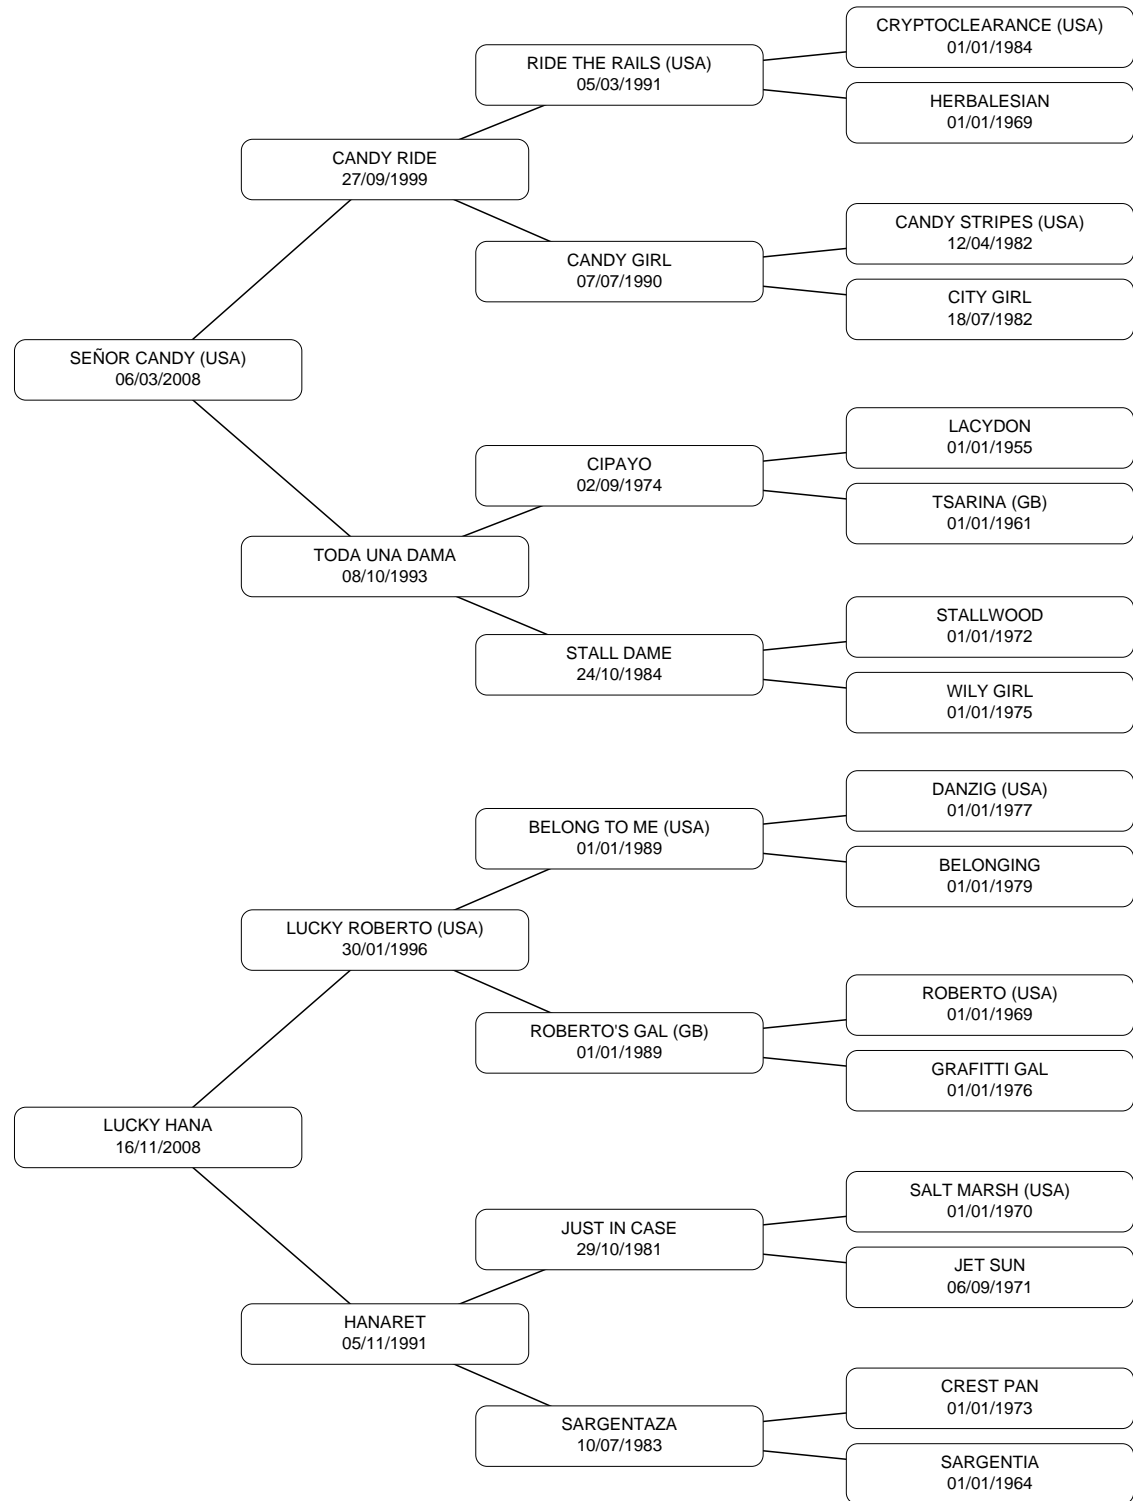 CRYPTOCLEARANCE (USA)
01/01/1984
RIDE THE RAILS (USA)
05/03/1991
HERBALESIAN
01/01/1969
CANDY RIDE
27/09/1999
CANDY STRIPES (USA)
12/04/1982
CANDY GIRL
07/07/1990
CITY GIRL
18/07/1982
SEÑOR CANDY (USA)
06/03/2008
LACYDON
01/01/1955
CIPAYO
02/09/1974
TSARINA (GB)
01/01/1961
TODA UNA DAMA
08/10/1993
STALLWOOD
01/01/1972
STALL DAME
24/10/1984
WILY GIRL
01/01/1975
DANZIG (USA)
01/01/1977
BELONG TO ME (USA)
01/01/1989
BELONGING
01/01/1979
LUCKY ROBERTO (USA)
30/01/1996
ROBERTO (USA)
01/01/1969
ROBERTO'S GAL (GB)
01/01/1989
GRAFITTI GAL
01/01/1976
LUCKY HANA
16/11/2008
SALT MARSH (USA)
01/01/1970
JUST IN CASE
29/10/1981
JET SUN
06/09/1971
HANARET
05/11/1991
CREST PAN
01/01/1973
SARGENTAZA
10/07/1983
SARGENTIA
01/01/1964